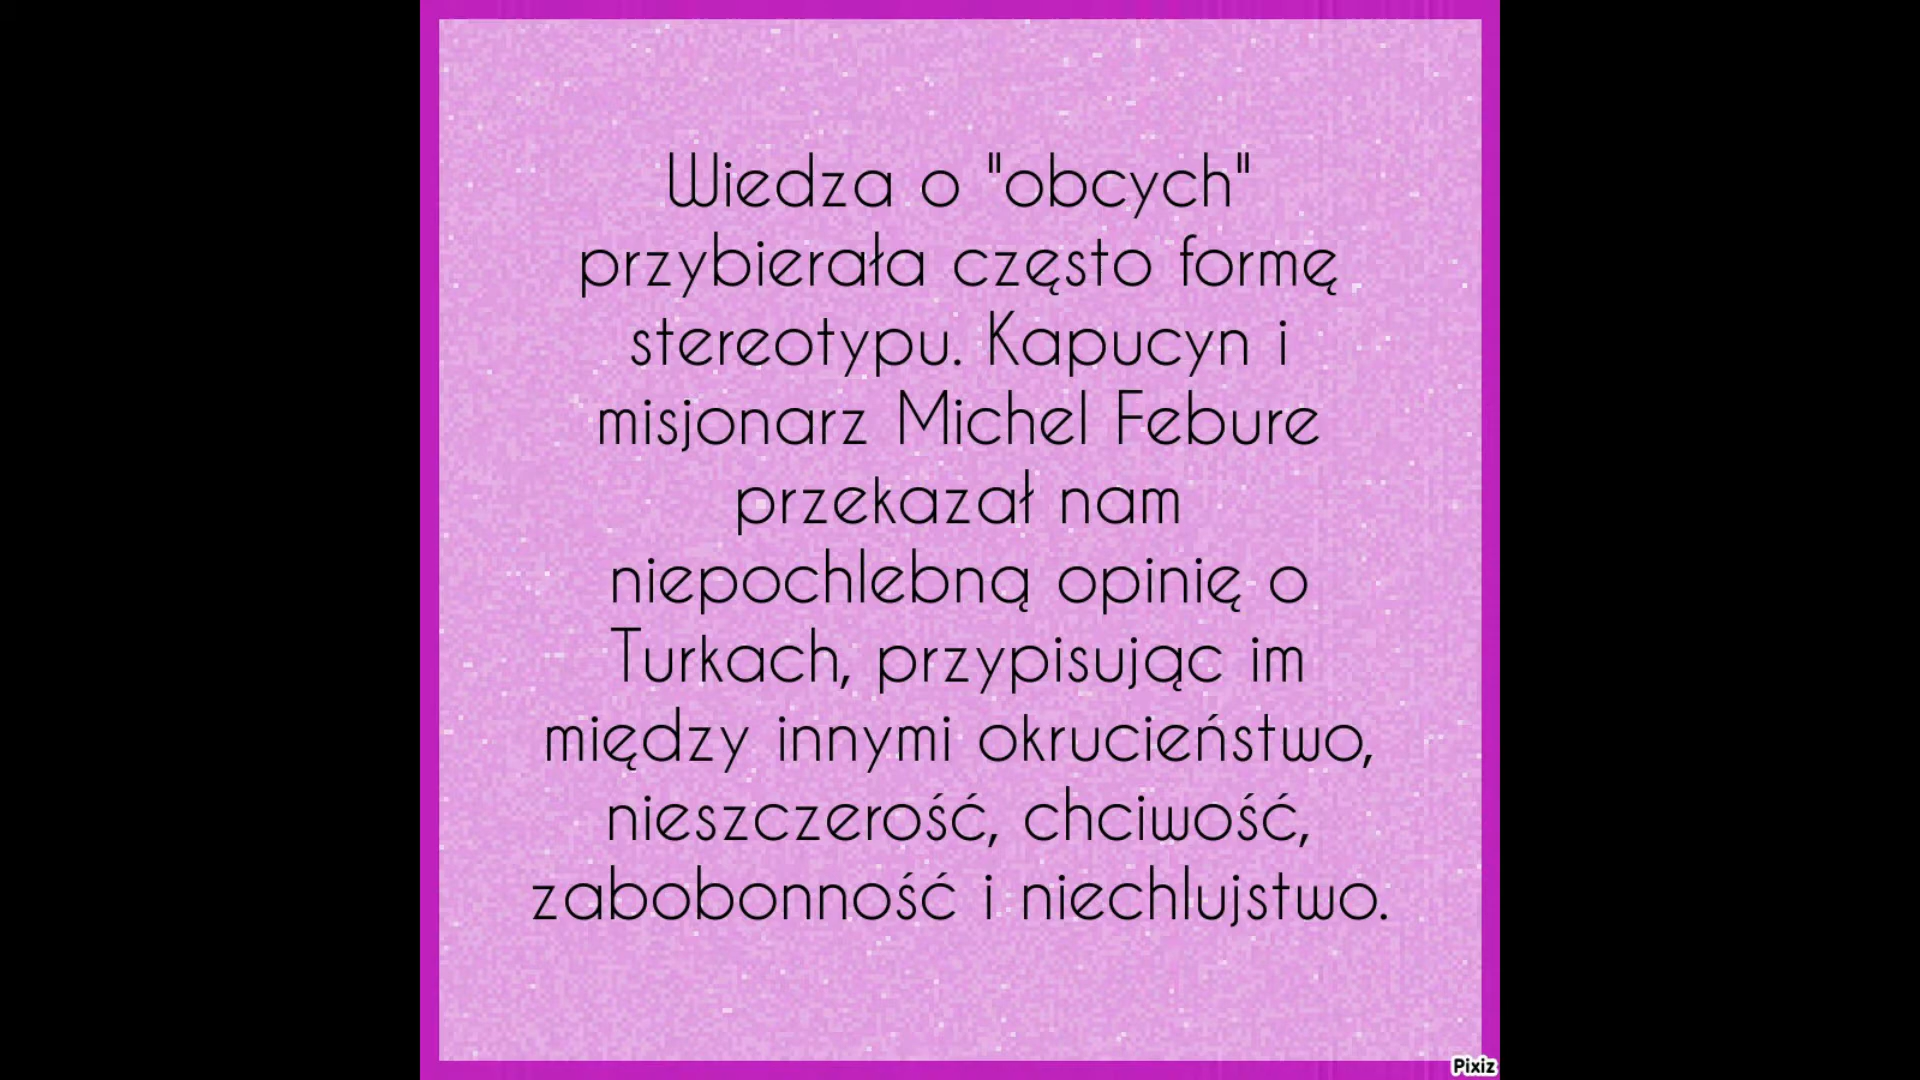 Wiedza o "obcych"
przybierała często formę
stereotypu. Kapucyn i
misjonarz Michel Febure
przekazał nam
niepochlebną opinię o
Turkach, przypisując im
między innymi okrucieństwo,
nieszczerość, chciwość,
zabobonność i niechlujstwo.
Pixiz